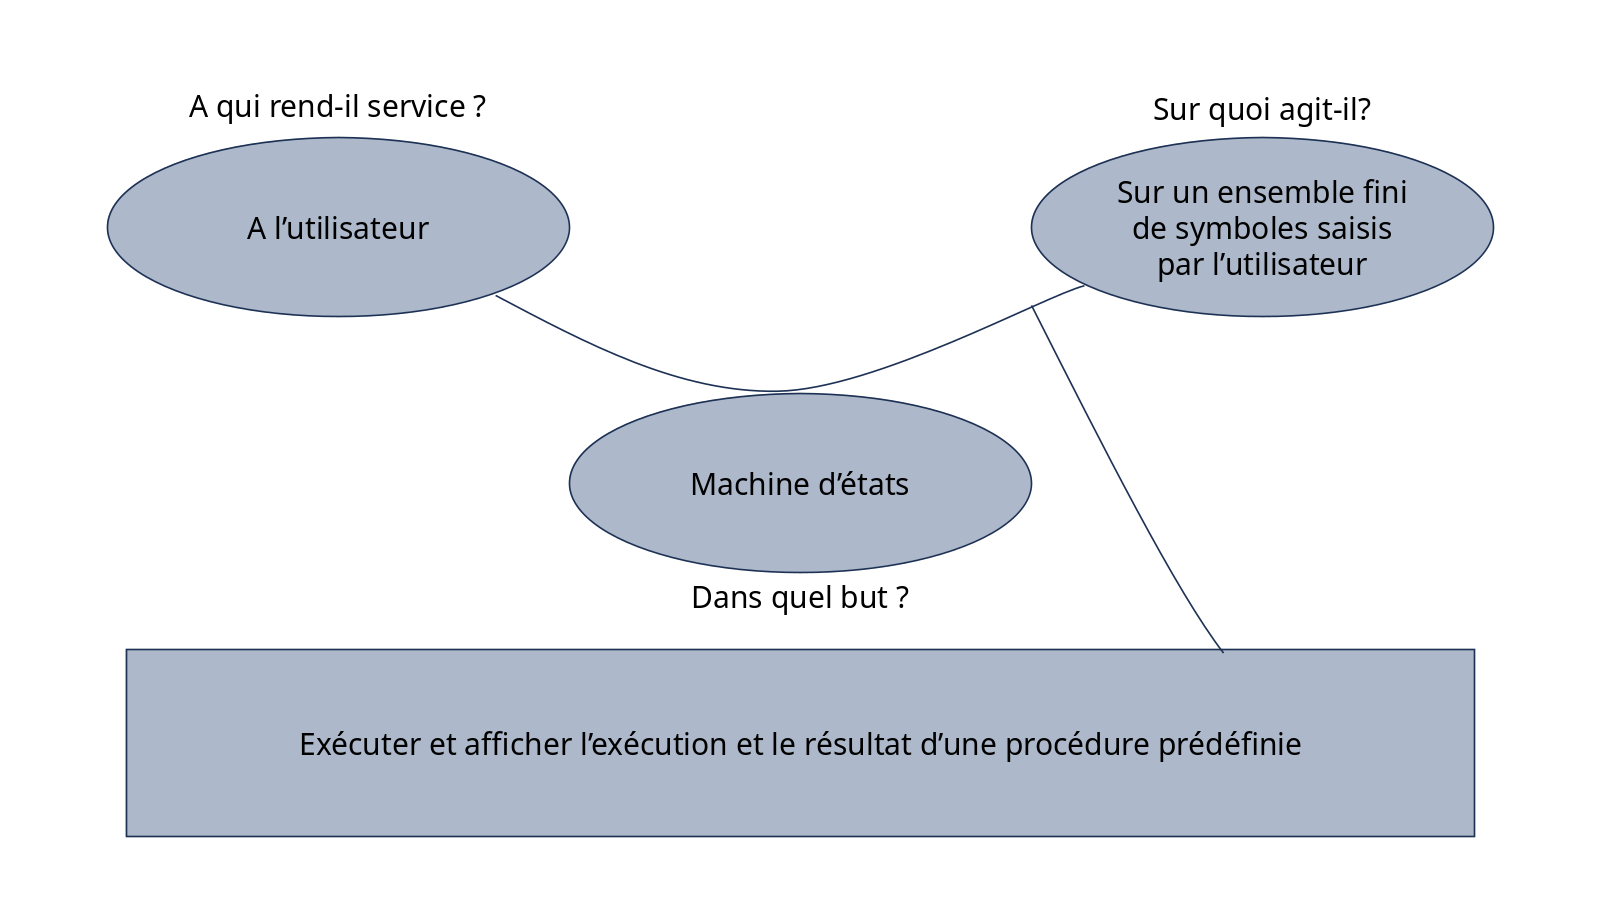 A qui rend-il service ?
Sur quoi agit-il?
A l’utilisateur
Sur un ensemble fini
de symboles saisis
par l’utilisateur
Machine d’états
Dans quel but ?
Exécuter et afficher l’exécution et le résultat d’une procédure prédéfinie